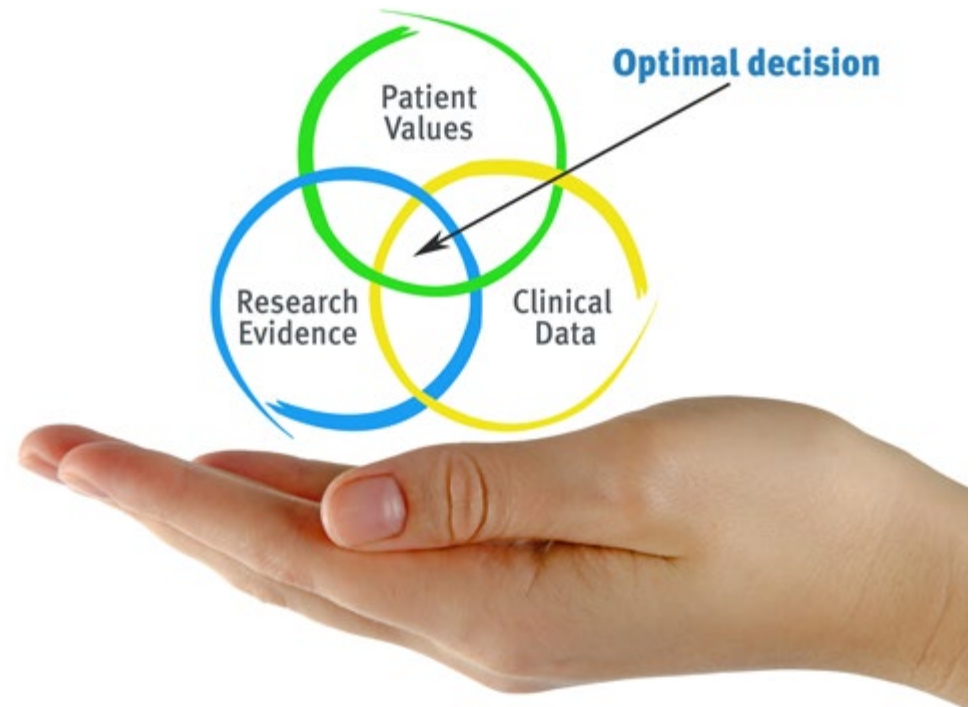 Optimal decision
Patient
Values
Research
Evidence
Clinical
Data